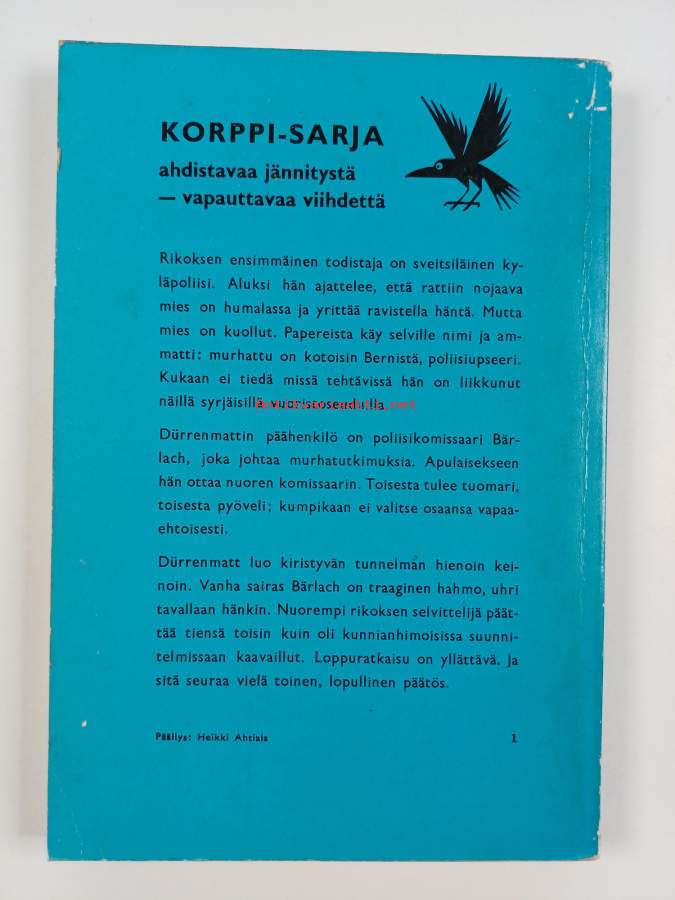 KORPPI-SARJA
ahdistavaa jännitystä
— vapauttavaa viihdettä
Rikoksen ensimmäinen todistaja on sveitsiläinen ky-
läpoliisi. Aluksi hän ajattelee, että rattiin nojaava
mies on humalassa ja yrittää ravistella häntä. Mutta
mies on kuollut. Papereista käy selville nimi ja am-
matti: murhattu on kotoisin Bernistä, poliisiupseeri.
Kukaan ei tiedä missä tehtävissä hän on liikkunut
näillä syrjäisillä vuoristoseuduilla.
Dürrenmattin päähenkilö on poliisikomissaari Bär-
lach, joka johtaa murhatutkimuksia. Apulaisekseen
hän ottaa nuoren komissaarin. Toisesta tulee tuomari,
toisesta pyöveli; kumpikaan ei valitse osaansa vapaa-
ehtoisesti.
Dürrenmatt luo kiristyvän tunnelman hienoin kei-
noin. Vanha sairas Bärlach on traaginen hahmo, uhri
tavallaan hänkin. Nuorempi rikoksen selvittelijä päät-
tää tiensä toisin kuin oli kunnianhimoisissa suunni-
telmissaan kaavaillut. Loppuratkaisu on yllättävä. Ja
sitä seuraa vielä toinen, lopullinen päätös.
Päällys: Heikki Ahtiala 1